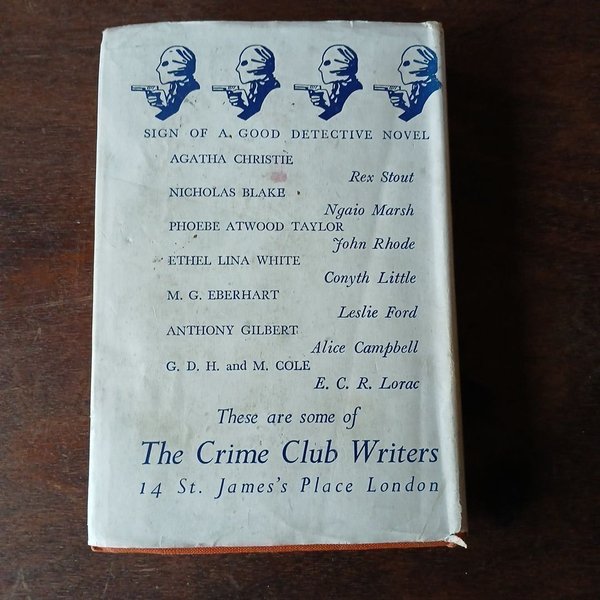 SIGN OF A GOOD DETECTIVE NOVEL
AGATHA CHRISTIE
Rex Stout
NICHOLAS BLAKE
Ngaio Marsh
PHOEBE ATWOOD TAYLOR
John Rhode
ETHEL LINA WHITE
Conyth Little
M. G. EBERHART
Leslie Ford
ANTHONY GILBERT
Alice Campbell
G. D. H. and M. COLE
E. C. R. Lorac
These are some of
The Crime Club Writers
14 St. James's Place London